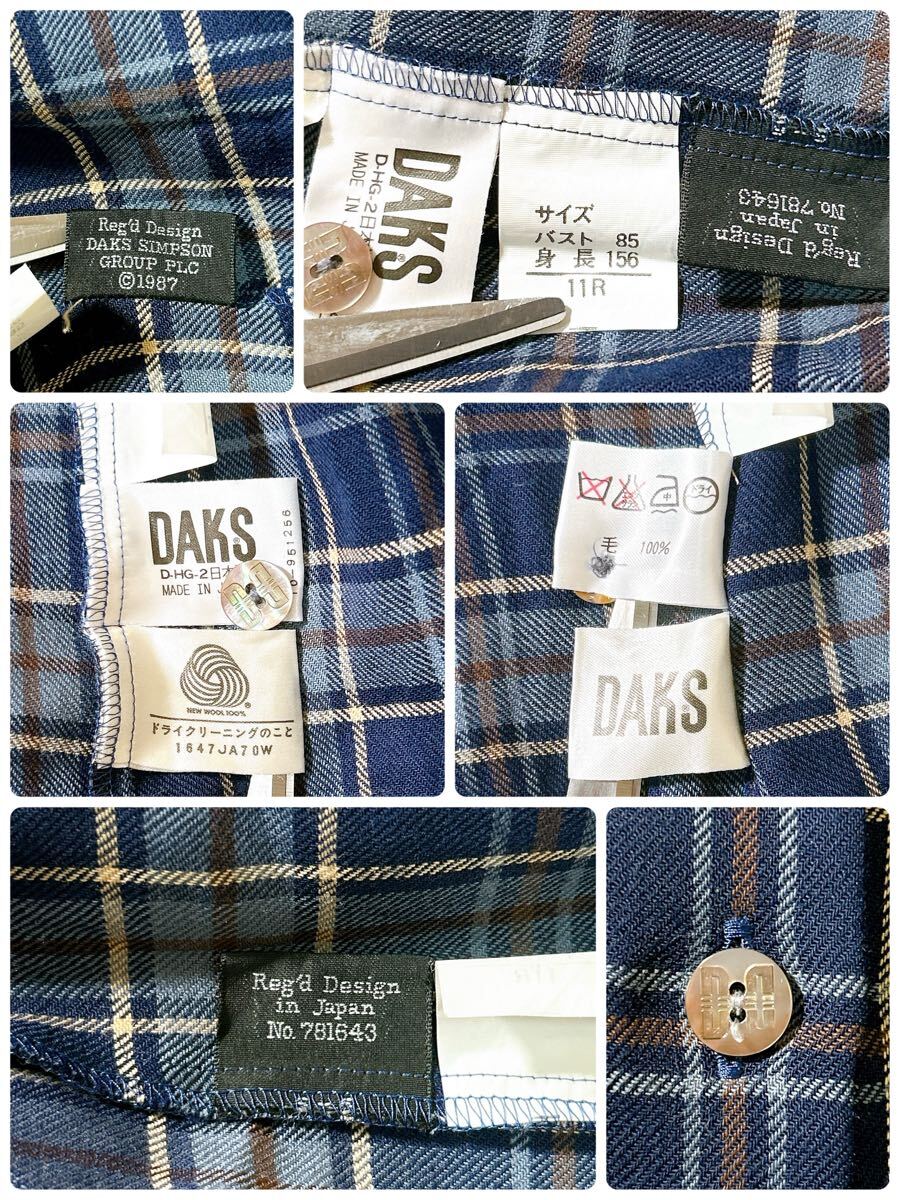 Reg'd Design
DAKS SIMPSON
GROUP PLC
©1987
DAKS®
D-HG-2日本
MADE IN
サイズ
バスト 85
身長 156
11R
Reg'd Design
in Japan
No. 781643
DAKS
D-HG-2日本
MADE IN J
951256
NEW WOOL 100%
ドライクリーニングのこと
1647JA70W
中
ドライ
毛 100%
DAKS
Reg'd Design
in Japan
No. 781643